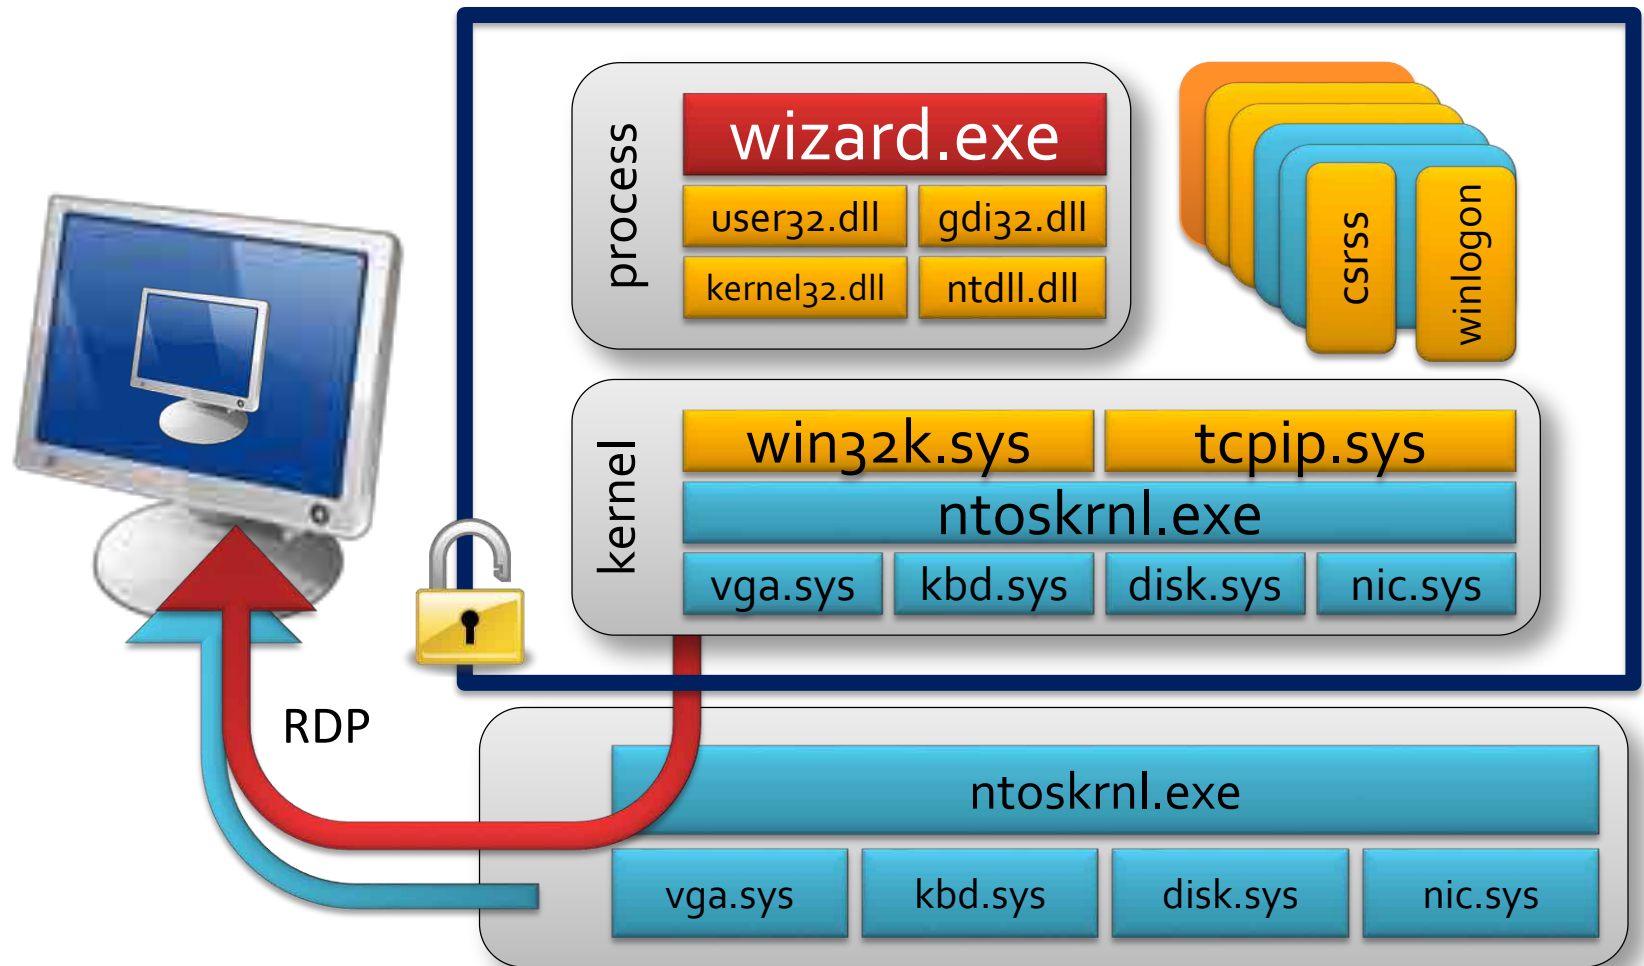 process
wizard.exe
user32.dll
gdi32.dll
kernel32.dll
ntdll.dll
csrss
winlogon
kernel
win32k.sys
tcpip.sys
ntoskrnl.exe
vga.sys
kbd.sys
disk.sys
nic.sys
RDP
ntoskrnl.exe
vga.sys
kbd.sys
disk.sys
nic.sys